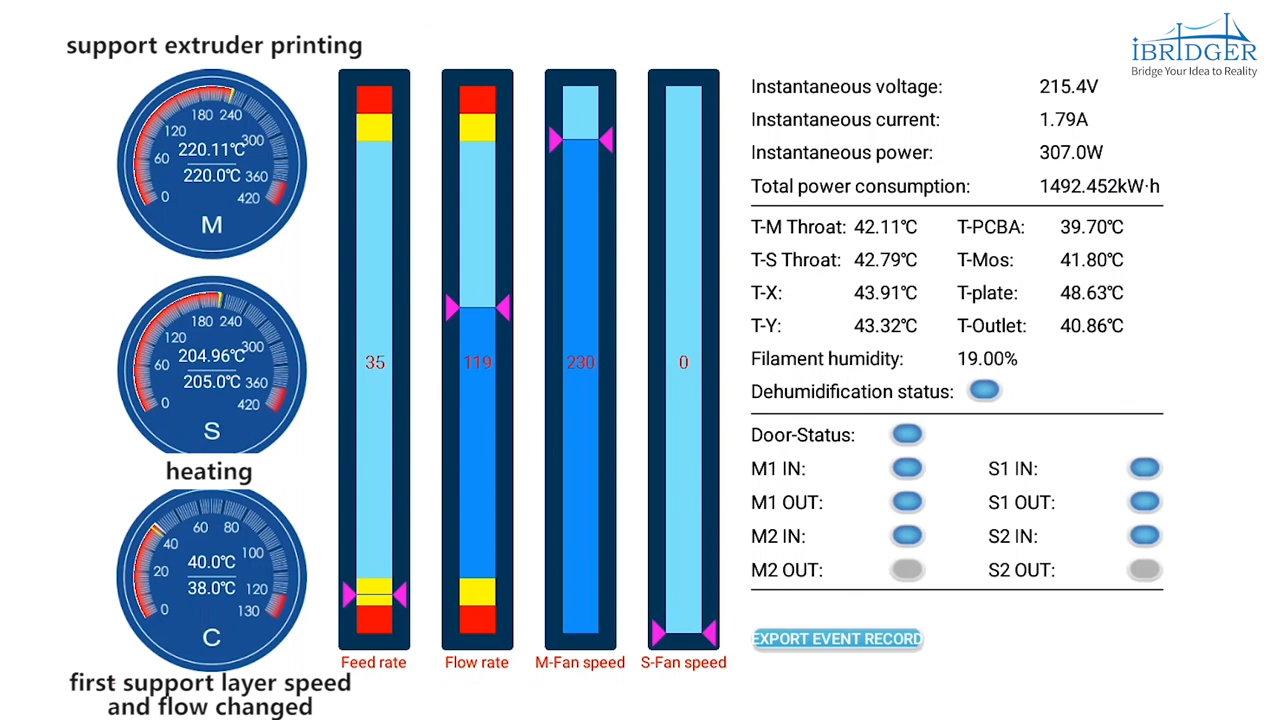 support extruder printing
iBRIDGER
Bridge Your Idea to Reality
0 60 120 180 240 300 360 420
220.11℃
220.0℃
M
0 60 120 180 240 300 360 420
204.96℃
205.0℃
S
heating
0 20 40 60 80 100 120 130
40.0℃
38.0℃
C
first support layer speed
and flow changed
35
Feed rate
119
Flow rate
230
M-Fan speed
0
S-Fan speed
Instantaneous voltage: 215.4V
Instantaneous current: 1.79A
Instantaneous power: 307.0W
Total power consumption: 1492.452kW·h
T-M Throat: 42.11℃ T-PCBA: 39.70℃
T-S Throat: 42.79℃ T-Mos: 41.80℃
T-X: 43.91℃ T-plate: 48.63℃
T-Y: 43.32℃ T-Outlet: 40.86℃
Filament humidity: 19.00%
Dehumidification status:
Door-Status:
M1 IN: S1 IN:
M1 OUT: S1 OUT:
M2 IN: S2 IN:
M2 OUT: S2 OUT:
EXPORT EVENT RECORD